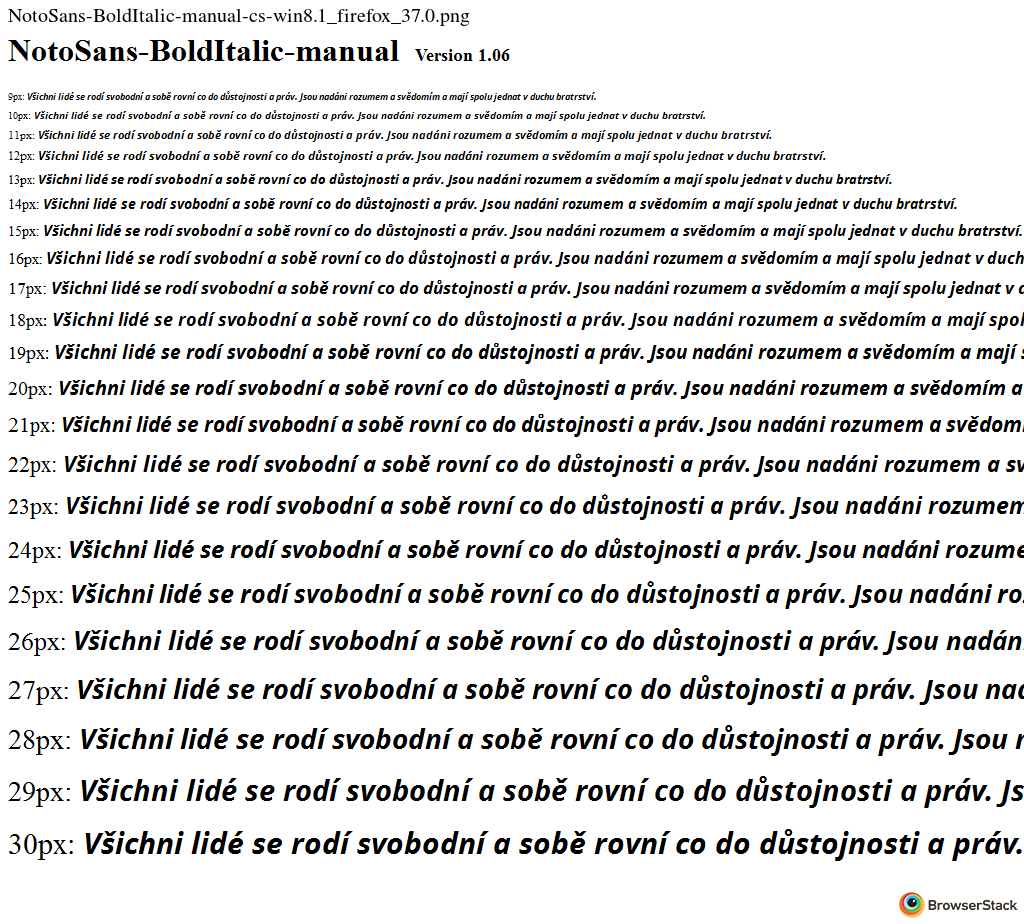 NotoSans-BoldItalic-manual-cs-win8.1_firefox_37.0.png
NotoSans-BoldItalic-manual Version 1.06
9px: Všichni lidé se rodí svobodní a sobě rovní co do důstojnosti a práv. Jsou nadáni rozumem a svědomím a mají spolu jednat v duchu bratrství.
10px: Všichni lidé se rodí svobodní a sobě rovní co do důstojnosti a práv. Jsou nadáni rozumem a svědomím a mají spolu jednat v duchu bratrství.
11px: Všichni lidé se rodí svobodní a sobě rovní co do důstojnosti a práv. Jsou nadáni rozumem a svědomím a mají spolu jednat v duchu bratrství.
12px: Všichni lidé se rodí svobodní a sobě rovní co do důstojnosti a práv. Jsou nadáni rozumem a svědomím a mají spolu jednat v duchu bratrství.
13px: Všichni lidé se rodí svobodní a sobě rovní co do důstojnosti a práv. Jsou nadáni rozumem a svědomím a mají spolu jednat v duchu bratrství.
14px: Všichni lidé se rodí svobodní a sobě rovní co do důstojnosti a práv. Jsou nadáni rozumem a svědomím a mají spolu jednat v duchu bratrství.
15px: Všichni lidé se rodí svobodní a sobě rovní co do důstojnosti a práv. Jsou nadáni rozumem a svědomím a mají spolu jednat v duchu bratrství.
16px: Všichni lidé se rodí svobodní a sobě rovní co do důstojnosti a práv. Jsou nadáni rozumem a svědomím a mají spolu jednat v duch
17px: Všichni lidé se rodí svobodní a sobě rovní co do důstojnosti a práv. Jsou nadáni rozumem a svědomím a mají spolu jednat v d
18px: Všichni lidé se rodí svobodní a sobě rovní co do důstojnosti a práv. Jsou nadáni rozumem a svědomím a mají spol
19px: Všichni lidé se rodí svobodní a sobě rovní co do důstojnosti a práv. Jsou nadáni rozumem a svědomím a mají s
20px: Všichni lidé se rodí svobodní a sobě rovní co do důstojnosti a práv. Jsou nadáni rozumem a svědomím a
21px: Všichni lidé se rodí svobodní a sobě rovní co do důstojnosti a práv. Jsou nadáni rozumem a svědom
22px: Všichni lidé se rodí svobodní a sobě rovní co do důstojnosti a práv. Jsou nadáni rozumem a sv
23px: Všichni lidé se rodí svobodní a sobě rovní co do důstojnosti a práv. Jsou nadáni rozumem
24px: Všichni lidé se rodí svobodní a sobě rovní co do důstojnosti a práv. Jsou nadáni rozume
25px: Všichni lidé se rodí svobodní a sobě rovní co do důstojnosti a práv. Jsou nadáni roz
26px: Všichni lidé se rodí svobodní a sobě rovní co do důstojnosti a práv. Jsou nadán
27px: Všichni lidé se rodí svobodní a sobě rovní co do důstojnosti a práv. Jsou nad
28px: Všichni lidé se rodí svobodní a sobě rovní co do důstojnosti a práv. Jsou n
29px: Všichni lidé se rodí svobodní a sobě rovní co do důstojnosti a práv. Js
30px: Všichni lidé se rodí svobodní a sobě rovní co do důstojnosti a práv.
BrowserStack